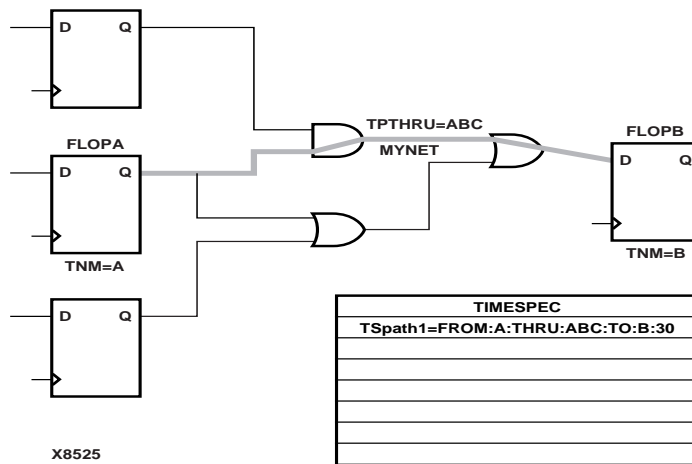 D Q
TPTHRU=ABC
MYNET
FLOPA
FLOPB
D Q
D Q
TNM=A
TNM=B
D Q
TIMESPEC
TSpath1=FROM:A:THRU:ABC:TO:B:30
X8525